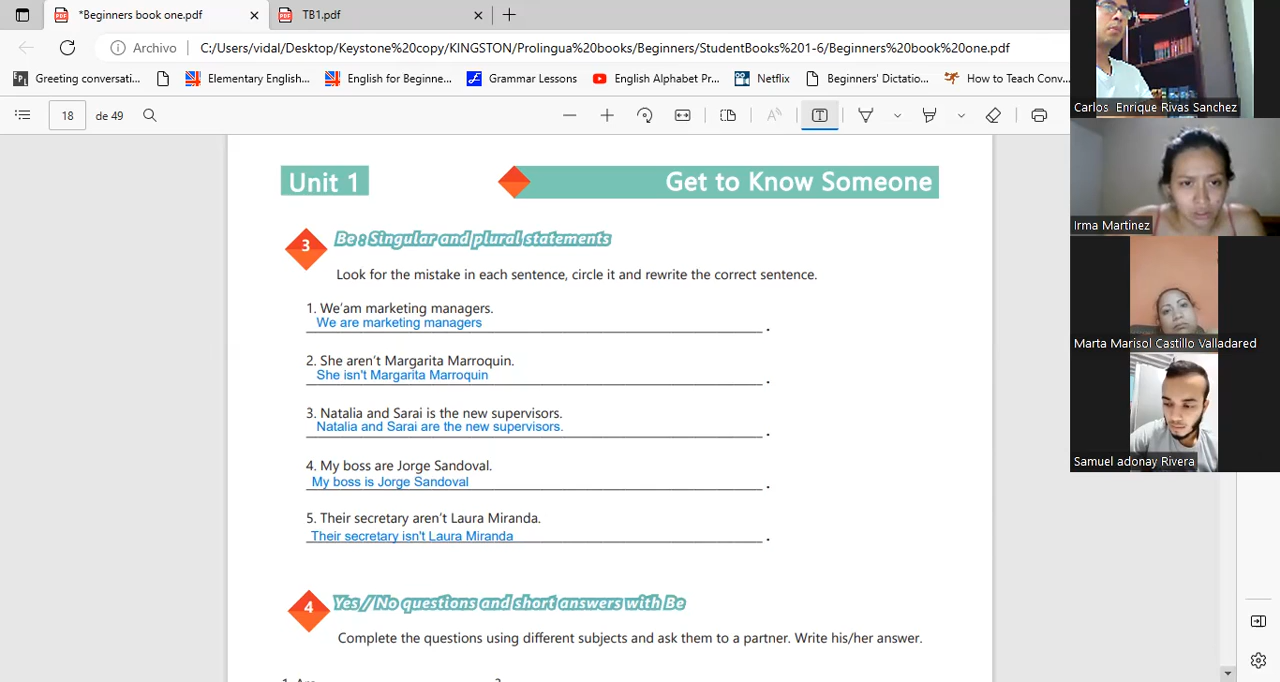 *Beginners book one.pdf
TB1.pdf
Archivo
C:/Users/vidal/Desktop/Keystone%20copy/KINGSTON/Prolingua%20books/Beginners/StudentBooks%201-6/Beginners%20book%20one.pdf
Greeting conversati...
Elementary English...
English for Beginne...
Grammar Lessons
English Alphabet Pr...
Netflix
Beginners' Dictatio...
How to Teach Conv...
18
de 49
Unit 1
Get to Know Someone
3
Be : Singular and plural statements
Look for the mistake in each sentence, circle it and rewrite the correct sentence.
1. We'am marketing managers.
We are marketing managers
2. She aren't Margarita Marroquin.
She isn't Margarita Marroquin
3. Natalia and Sarai is the new supervisors.
Natalia and Sarai are the new supervisors.
4. My boss are Jorge Sandoval.
My boss is Jorge Sandoval
5. Their secretary aren't Laura Miranda.
Their secretary isn't Laura Miranda
4
Yes / No questions and short answers with Be
Complete the questions using different subjects and ask them to a partner. Write his/her answer.
Carlos Enrique Rivas Sanchez
Irma Martinez
Marta Marisol Castillo Valladared
Samuel adonay Rivera